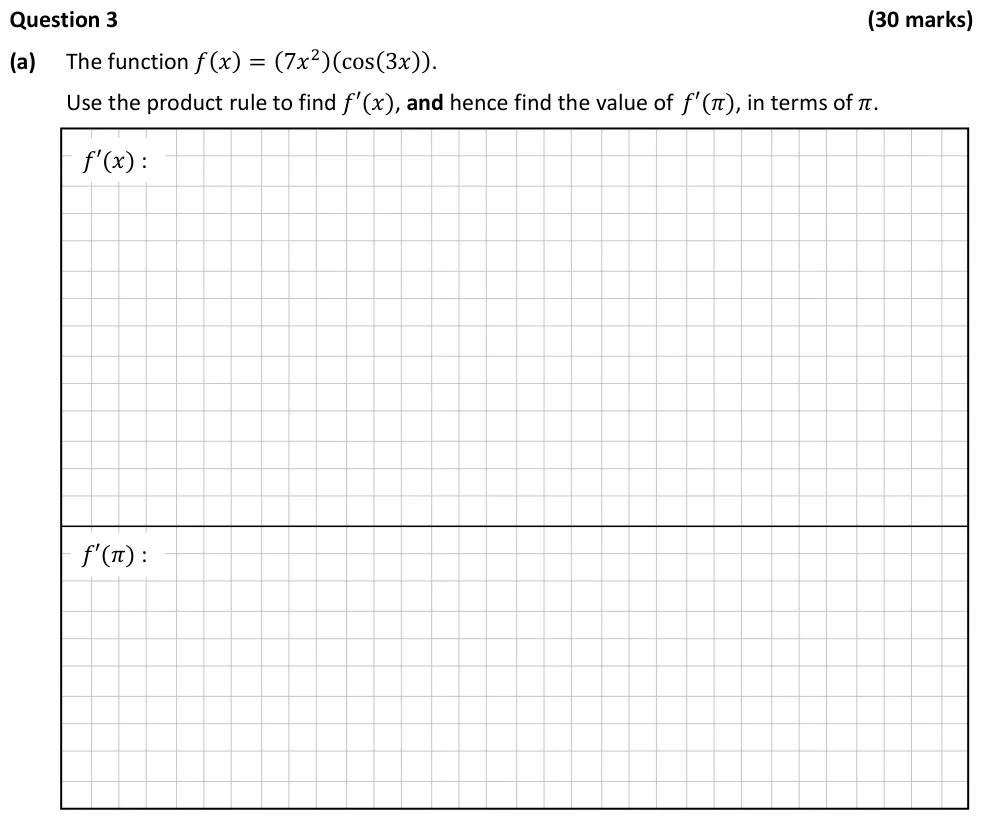 Question 3 (30 marks)
(a) The function f(x) = (7x²)(cos(3x)).
Use the product rule to find f′(x), and hence find the value of f′(π), in terms of π.
f′(x) :
f′(π) :